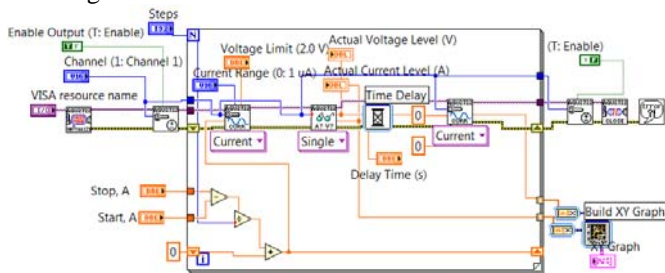 Steps
Enable Output (T: Enable)
Channel (1: Channel 1)
VISA resource name
Voltage Limit (2.0 V)
Current Range (0: 1 uA)
Actual Voltage Level (V)
Actual Current Level (A)
Time Delay
(T: Enable)
N
0
0
Current
Single
Current
Delay Time (s)
Stop, A
Start, A
0
i
Build XY Graph
XY Graph